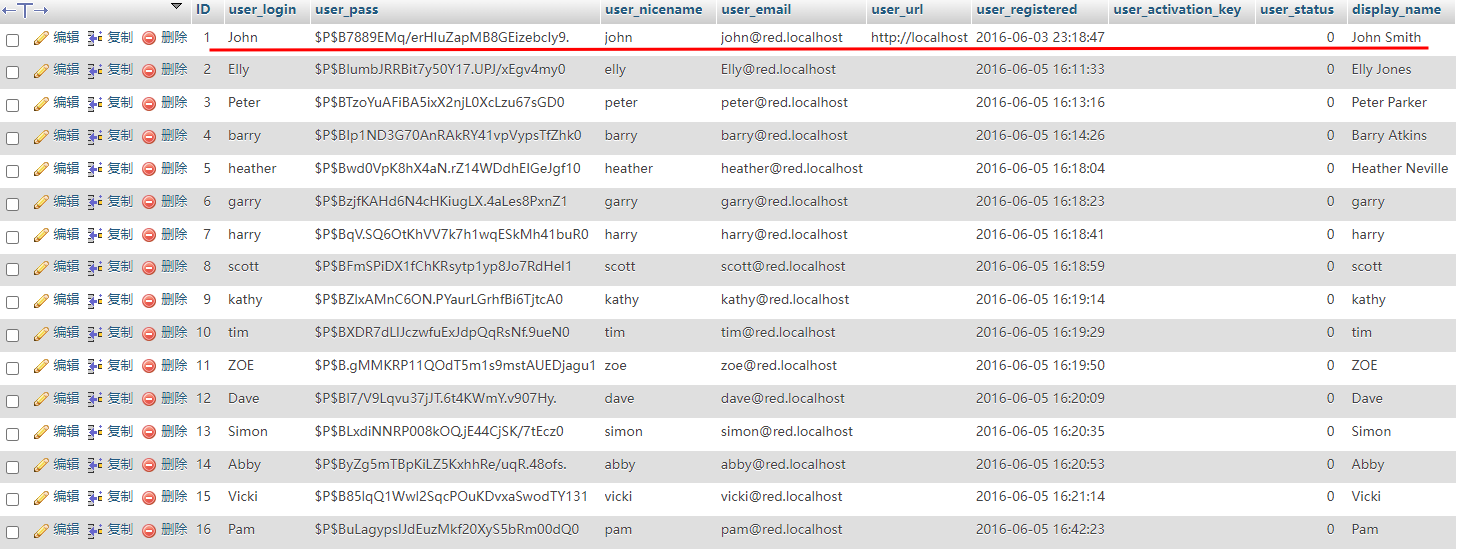 ←T→ ID user_login user_pass user_nicename user_email user_url user_registered user_activation_key user_status display_name
编辑 复制 删除 1 John $P$B7889EMq/erHIuZapMB8GEizebcIy9. john john@red.localhost http://localhost 2016-06-03 23:18:47 0 John Smith
编辑 复制 删除 2 Elly $P$BlumbJRRBit7y50Y17.UPJ/xEgv4my0 elly Elly@red.localhost 2016-06-05 16:11:33 0 Elly Jones
编辑 复制 删除 3 Peter $P$BTzoYuAFiBA5ixX2njL0XcLzu67sGD0 peter peter@red.localhost 2016-06-05 16:13:16 0 Peter Parker
编辑 复制 删除 4 barry $P$BIp1ND3G70AnRAkRY41vpVypsTfZhk0 barry barry@red.localhost 2016-06-05 16:14:26 0 Barry Atkins
编辑 复制 删除 5 heather $P$Bwd0VpK8hX4aN.rZ14WDdhEIGeJgf10 heather heather@red.localhost 2016-06-05 16:18:04 0 Heather Neville
编辑 复制 删除 6 garry $P$BzjfKAHd6N4cHKiugLX.4aLes8PxnZ1 garry garry@red.localhost 2016-06-05 16:18:23 0 garry
编辑 复制 删除 7 harry $P$BqV.SQ6OtKhVV7k7h1wqESkMh41buR0 harry harry@red.localhost 2016-06-05 16:18:41 0 harry
编辑 复制 删除 8 scott $P$BFmSPiDX1fChKRsytp1yp8Jo7RdHeI1 scott scott@red.localhost 2016-06-05 16:18:59 0 scott
编辑 复制 删除 9 kathy $P$BZlxAMnC6ON.PYaurLGrhfBi6TjtcA0 kathy kathy@red.localhost 2016-06-05 16:19:14 0 kathy
编辑 复制 删除 10 tim $P$BXDR7dLIJczwfuExJdpQqRsNf.9ueN0 tim tim@red.localhost 2016-06-05 16:19:29 0 tim
编辑 复制 删除 11 ZOE $P$B.gMMKRP11QOdT5m1s9mstAUEDjagu1 zoe zoe@red.localhost 2016-06-05 16:19:50 0 ZOE
编辑 复制 删除 12 Dave $P$Bl7/V9Lqvu37jJT.6t4KWmY.v907Hy. dave dave@red.localhost 2016-06-05 16:20:09 0 Dave
编辑 复制 删除 13 Simon $P$BLxdiNNRP008kOQ.jE44CjSK/7tEcz0 simon simon@red.localhost 2016-06-05 16:20:35 0 Simon
编辑 复制 删除 14 Abby $P$ByZg5mTBpKiLZ5KxhhRe/uqR.48ofs. abby abby@red.localhost 2016-06-05 16:20:53 0 Abby
编辑 复制 删除 15 Vicki $P$B85lqQ1Wwl2SqcPOuKDvxaSwodTY131 vicki vicki@red.localhost 2016-06-05 16:21:14 0 Vicki
编辑 复制 删除 16 Pam $P$BuLagypsIJdEuzMkf20XyS5bRm00dQ0 pam pam@red.localhost 2016-06-05 16:42:23 0 Pam